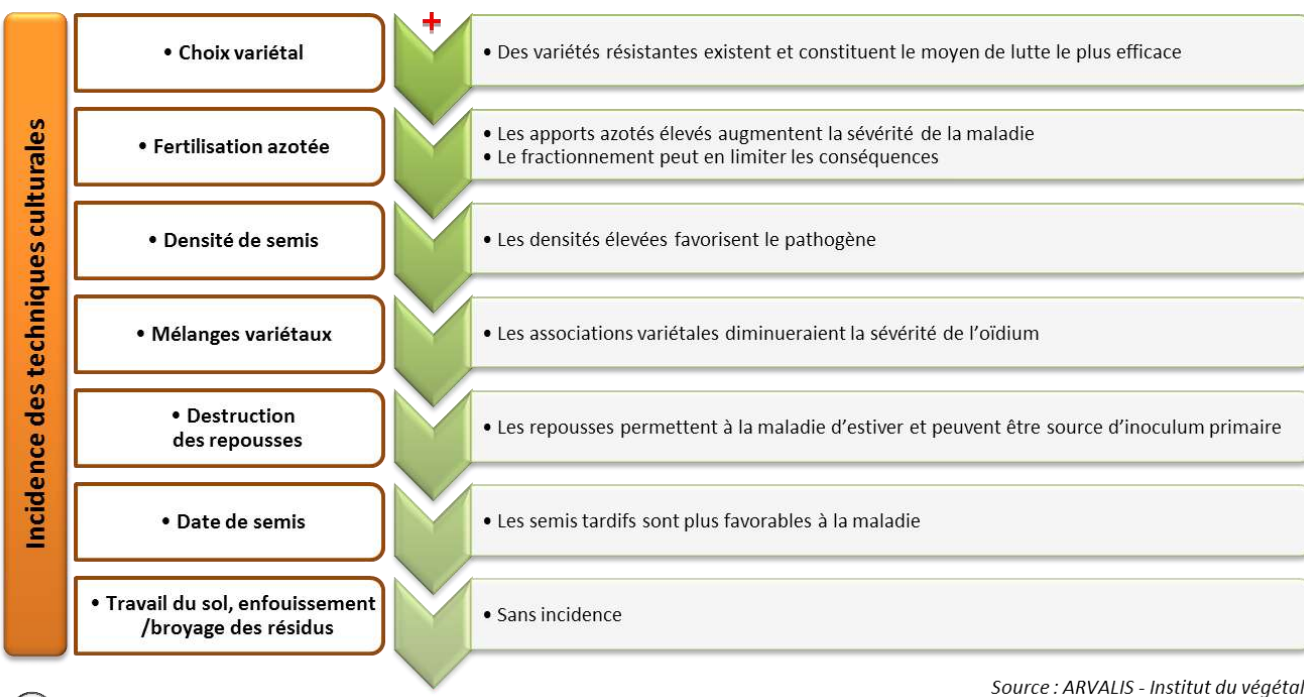 Incidence des techniques culturales
+
• Choix variétal
• Des variétés résistantes existent et constituent le moyen de lutte le plus efficace
• Fertilisation azotée
• Les apports azotés élevés augmentent la sévérité de la maladie
• Le fractionnement peut en limiter les conséquences
• Densité de semis
• Les densités élevées favorisent le pathogène
• Mélanges variétaux
• Les associations variétales diminueraient la sévérité de l'oïdium
• Destruction
des repousses
• Les repousses permettent à la maladie d'estiver et peuvent être source d'inoculum primaire
• Date de semis
• Les semis tardifs sont plus favorables à la maladie
• Travail du sol, enfouissement
/broyage des résidus
• Sans incidence
Source : ARVALIS - Institut du végétal